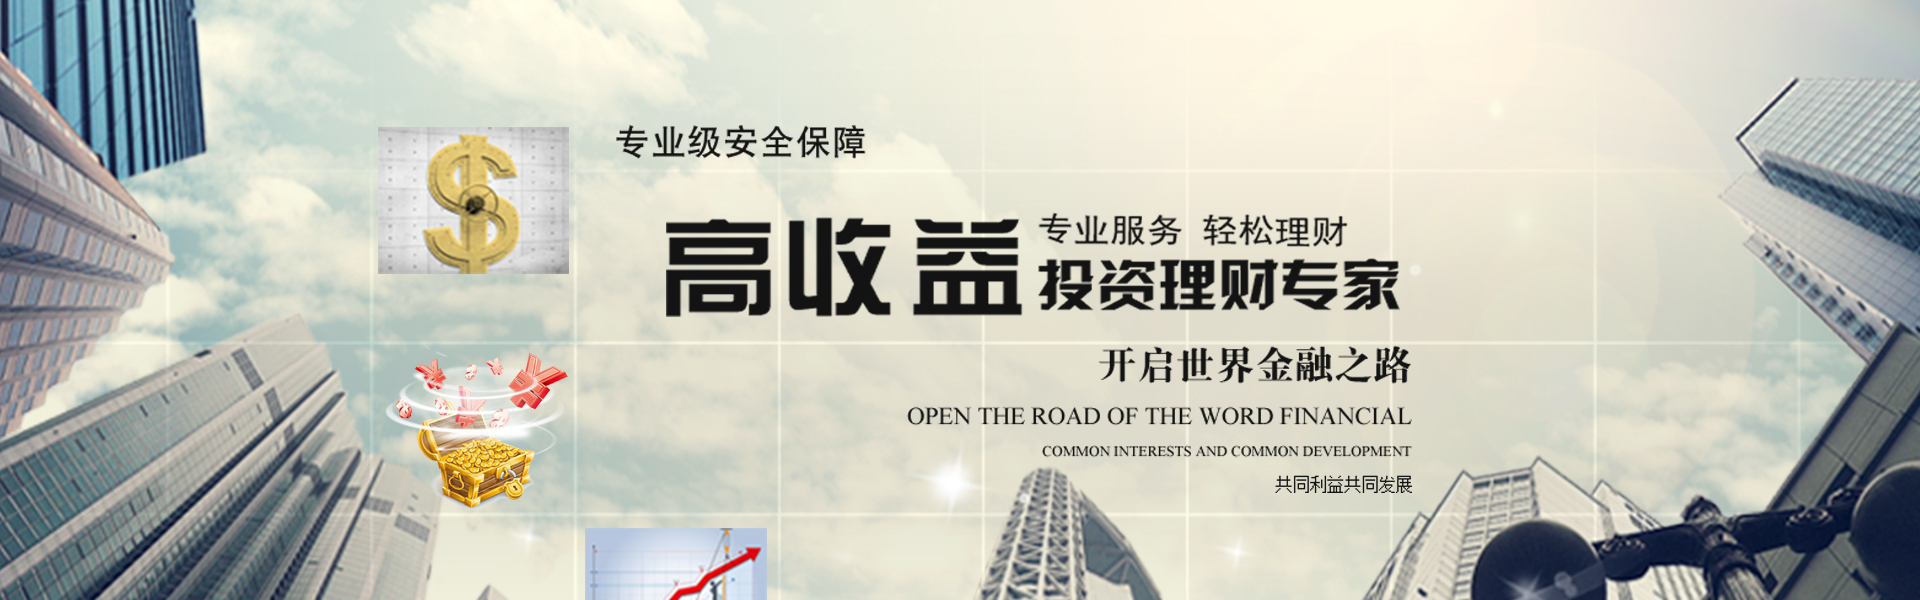 专业级安全保障
高收益
专业服务 轻松理财
投资理财专家
开启世界金融之路
OPEN THE ROAD OF THE WORD FINANCIAL
COMMON INTERESTS AND COMMON DEVELOPMENT
共同利益共同发展